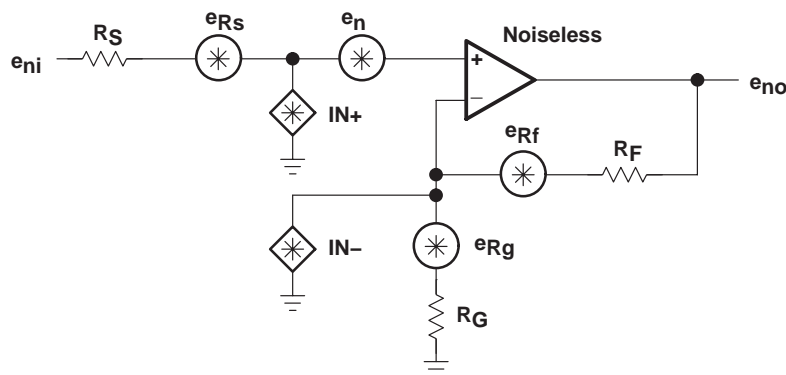 Noiseless
eni
RS
eRs
en
+
−
eno
IN+
eRf
RF
IN−
eRg
RG